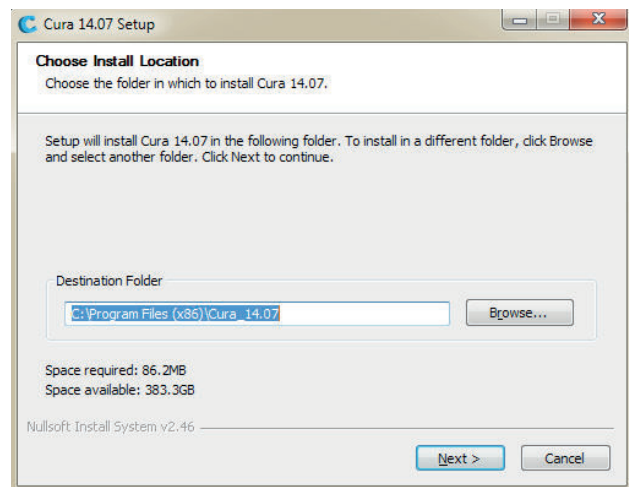 Cura 14.07 Setup
Choose Install Location
Choose the folder in which to install Cura 14.07.
Setup will install Cura 14.07 in the following folder. To install in a different folder, click Browse
and select another folder. Click Next to continue.
Destination Folder
C:\Program Files (x86)\Cura_14.07
Browse...
Space required: 86.2MB
Space available: 383.3GB
Nullsoft Install System v2.46
Next >
Cancel